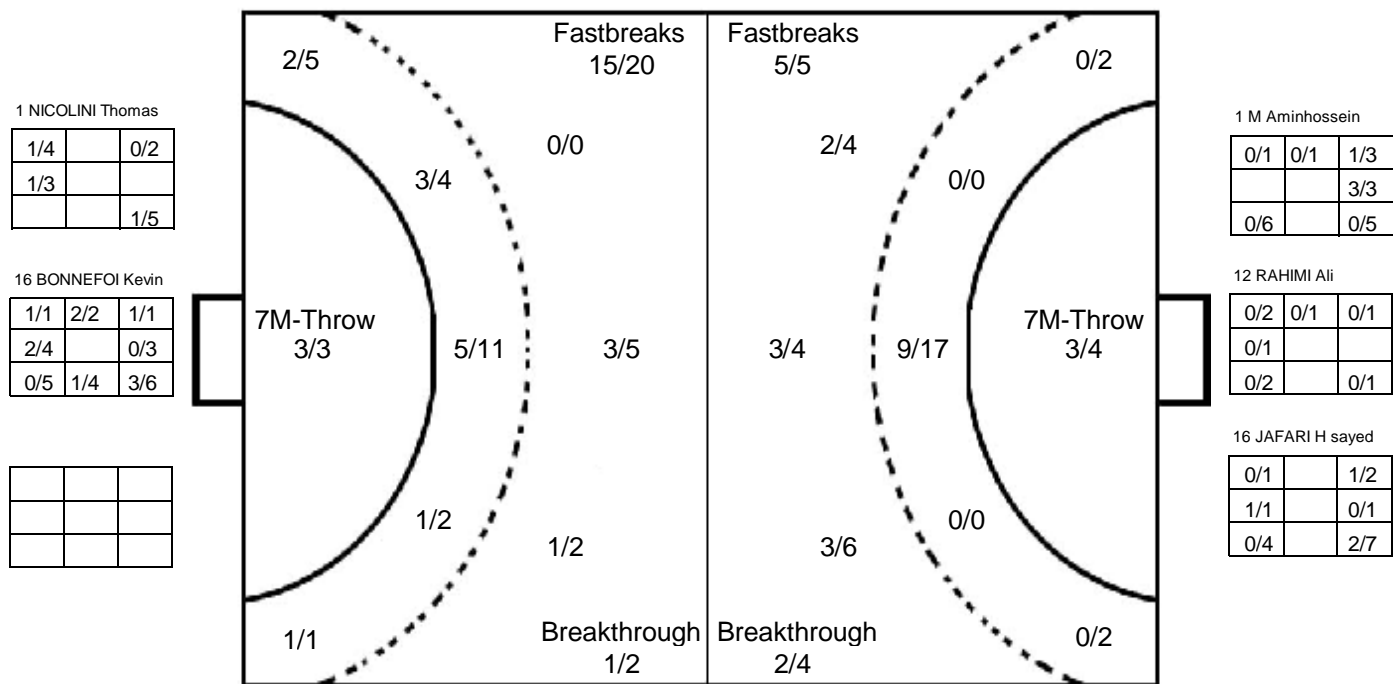 Fastbreaks
15/20
Fastbreaks
5/5
2/5
0/2
0/0
2/4
3/4
0/0
7M-Throw
3/3
5/11
3/5
3/4
9/17
7M-Throw
3/4
1/2
1/2
3/6
0/0
1/1
0/2
Breakthrough
1/2
Breakthrough
2/4
1 NICOLINI Thomas
1/4 0/2
1/3
1/5
16 BONNEFOI Kevin
1/1 2/2 1/1
2/4 0/3
0/5 1/4 3/6
1 M Aminhossein
0/1 0/1 1/3
3/3
0/6 0/5
12 RAHIMI Ali
0/2 0/1 0/1
0/1
0/2 0/1
16 JAFARI H sayed
0/1 1/2
1/1 0/1
0/4 2/7